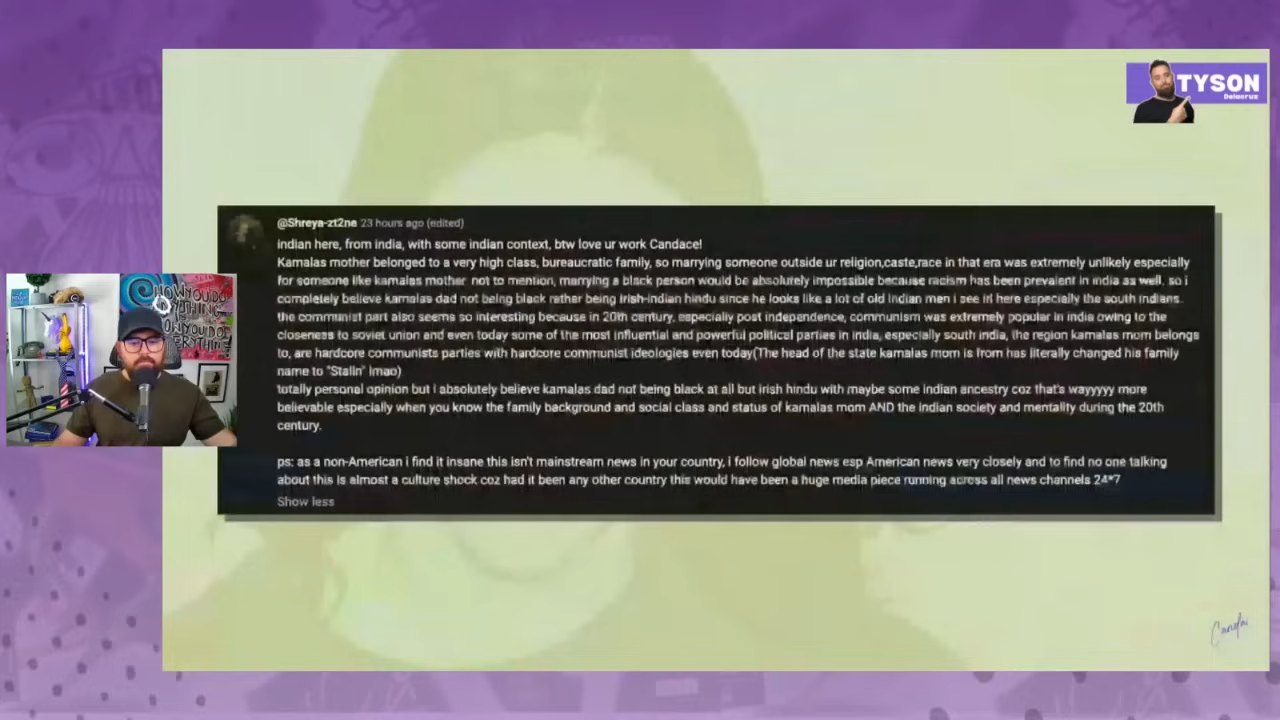 TYSON
Delacruz
@Shreya-zt2ne 23 hours ago (edited)
indian here, from india, with some indian context, btw love ur work Candace!
Kamalas mother belonged to a very high class, bureaucratic family, so marrying someone outside ur religion,caste,race in that era was extremely unlikely especially
for someone like kamalas mother not to mention, marrying a black person would be absolutely impossible because racism has been prevalent in india as well, so i
completely believe kamalas dad not being black rather being irish-indian hindu since he looks like a lot of old indian men i see in here especially the south indians.
the communist part also seems so interesting because in 20th century, especially post independence, communism was extremely popular in india owing to the
closeness to soviet union and even today some of the most influential and powerful political parties in india, especially south india, the region kamalas mom belongs
to, are hardcore communists parties with hardcore communist ideologies even today(The head of the state kamalas mom is from has literally changed his family
name to "Stalin" lmao)
totally personal opinion but i absolutely believe kamalas dad not being black at all but irish hindu with maybe some indian ancestry coz that's wayyyyy more
believable especially when you know the family background and social class and status of kamalas mom AND the indian society and mentality during the 20th
century.
ps: as a non-American i find it insane this isn't mainstream news in your country, i follow global news esp American news very closely and to find no one talking
about this is almost a culture shock coz had it been any other country this would have been a huge media piece running across all news channels 24*7
Show less
HOW YOU DO
YTHING
OW YOU DO
ERYTHING